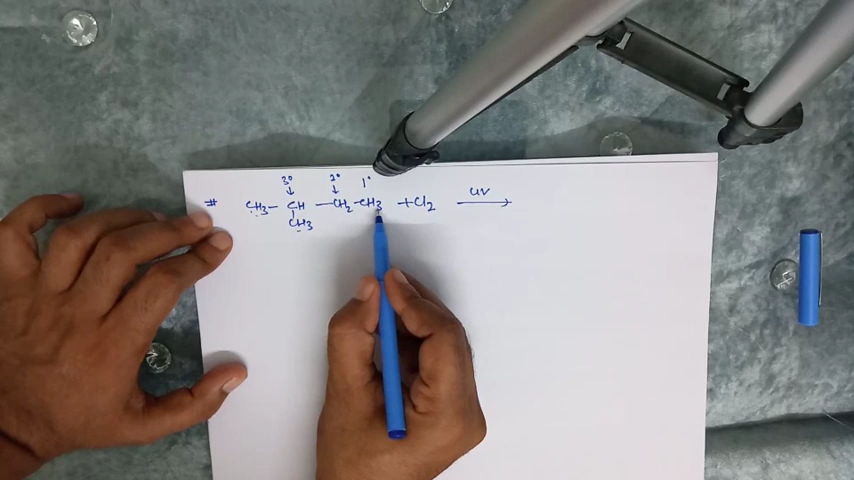 3° 2° 1°
↓ ↓
# CH3- CH -CH2-CH3 +Cl2 UV →
CH3